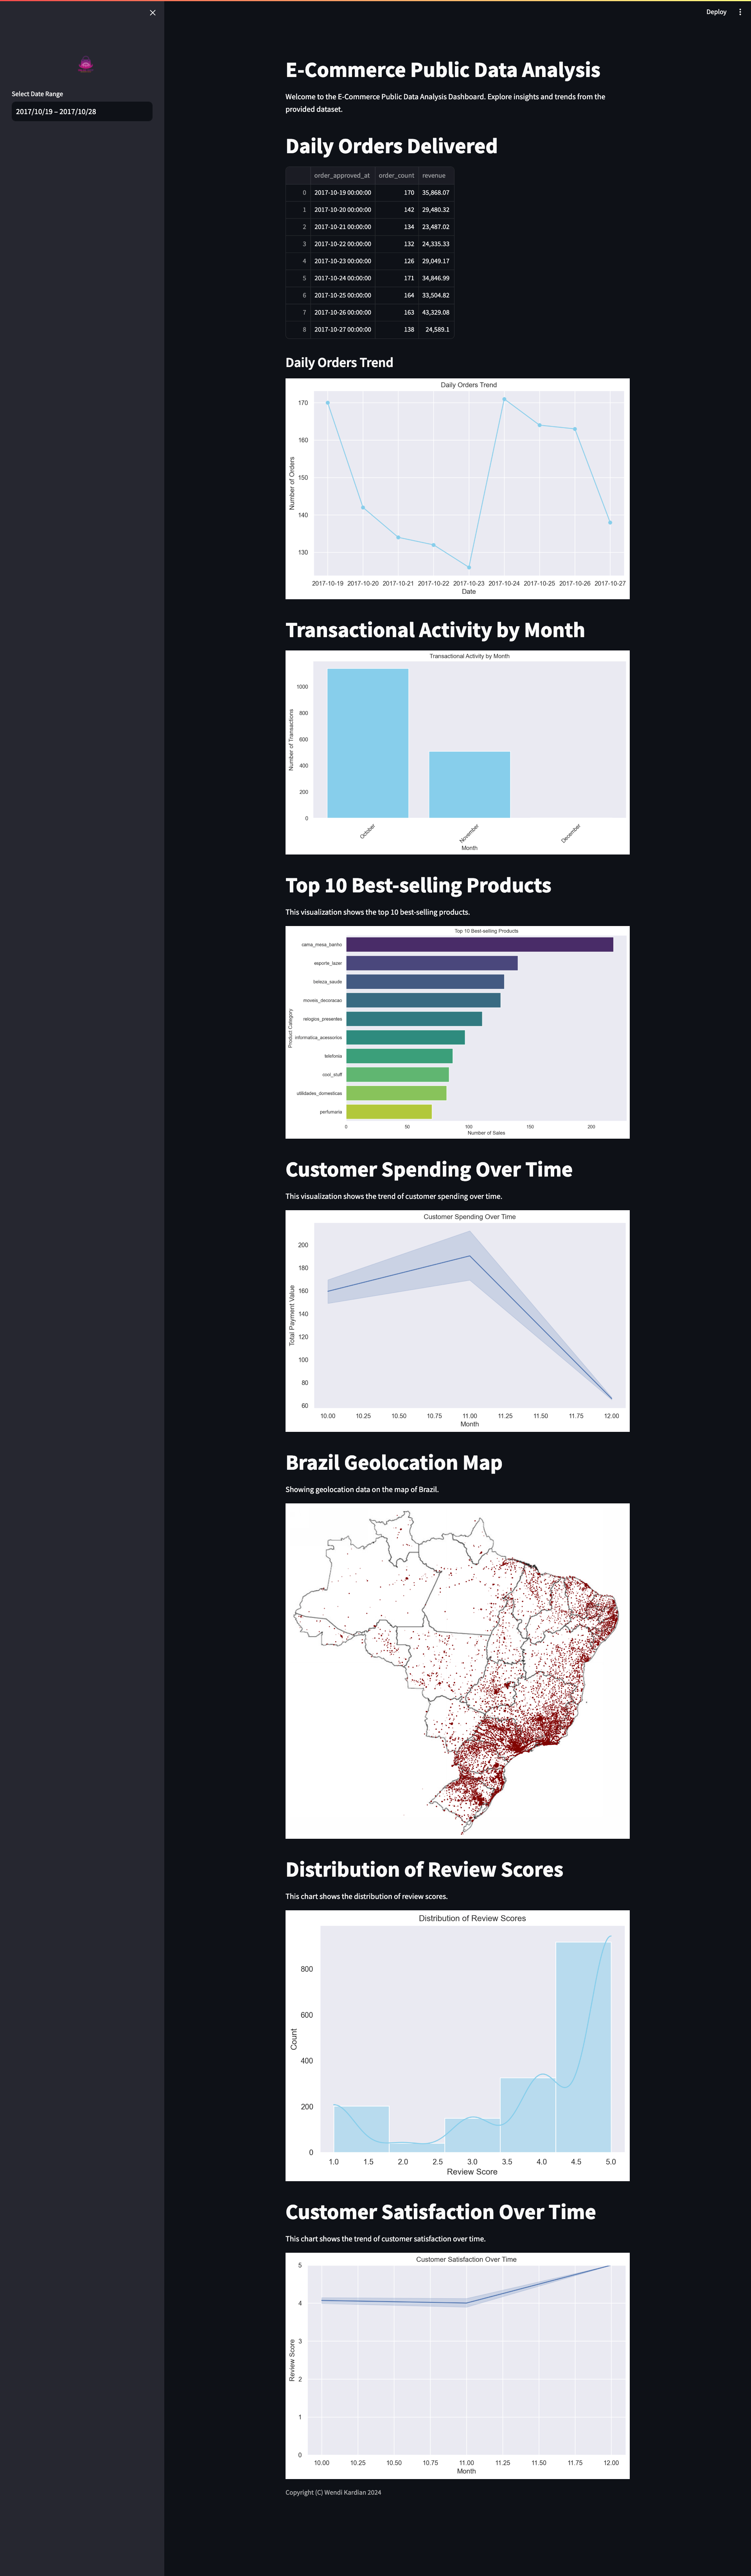 Deploy
Select Date Range
2017/10/19 – 2017/10/28
E-Commerce Public Data Analysis
Welcome to the E-Commerce Public Data Analysis Dashboard. Explore insights and trends from the
provided dataset.
Daily Orders Delivered
order_approved_at order_count revenue
0 2017-10-19 00:00:00 170 35,868.07
1 2017-10-20 00:00:00 142 29,480.32
2 2017-10-21 00:00:00 134 23,487.02
3 2017-10-22 00:00:00 132 24,335.33
4 2017-10-23 00:00:00 126 29,049.17
5 2017-10-24 00:00:00 171 34,846.99
6 2017-10-25 00:00:00 164 33,504.82
7 2017-10-26 00:00:00 163 43,329.08
8 2017-10-27 00:00:00 138 24,589.1
Daily Orders Trend
Daily Orders Trend
Number of Orders
170
160
150
140
130
2017-10-19 2017-10-20 2017-10-21 2017-10-22 2017-10-23 2017-10-24 2017-10-25 2017-10-26 2017-10-27
Date
Transactional Activity by Month
Transactional Activity by Month
Number of Transactions
1000
800
600
400
200
0
October November December
Month
Top 10 Best-selling Products
This visualization shows the top 10 best-selling products.
Top 10 Best-selling Products
Product Category
cama_mesa_banho
esporte_lazer
beleza_saude
moveis_decoracao
relogios_presentes
informatica_acessorios
telefonia
cool_stuff
utilidades_domesticas
perfumaria
0 50 100 150 200
Number of Sales
Customer Spending Over Time
This visualization shows the trend of customer spending over time.
Customer Spending Over Time
Total Payment Value
200
180
160
140
120
100
80
60
10.00 10.25 10.50 10.75 11.00 11.25 11.50 11.75 12.00
Month
Brazil Geolocation Map
Showing geolocation data on the map of Brazil.
Distribution of Review Scores
This chart shows the distribution of review scores.
Distribution of Review Scores
Count
800
600
400
200
0
1.0 1.5 2.0 2.5 3.0 3.5 4.0 4.5 5.0
Review Score
Customer Satisfaction Over Time
This chart shows the trend of customer satisfaction over time.
Customer Satisfaction Over Time
Review Score
5
4
3
2
1
0
10.00 10.25 10.50 10.75 11.00 11.25 11.50 11.75 12.00
Month
Copyright (C) Wendi Kardian 2024